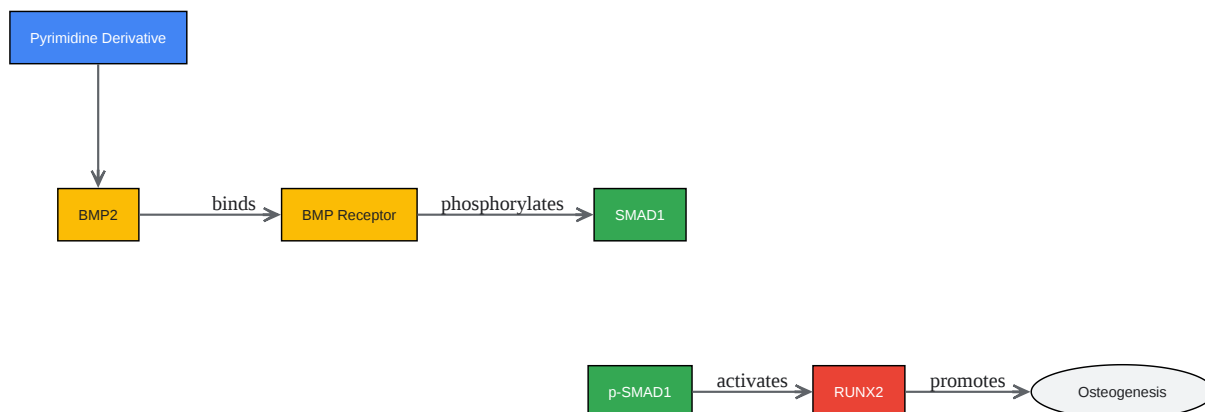 Pyrimidine Derivative
BMP2
binds
BMP Receptor
phosphorylates
SMAD1
p-SMAD1
activates
RUNX2
promotes
Osteogenesis